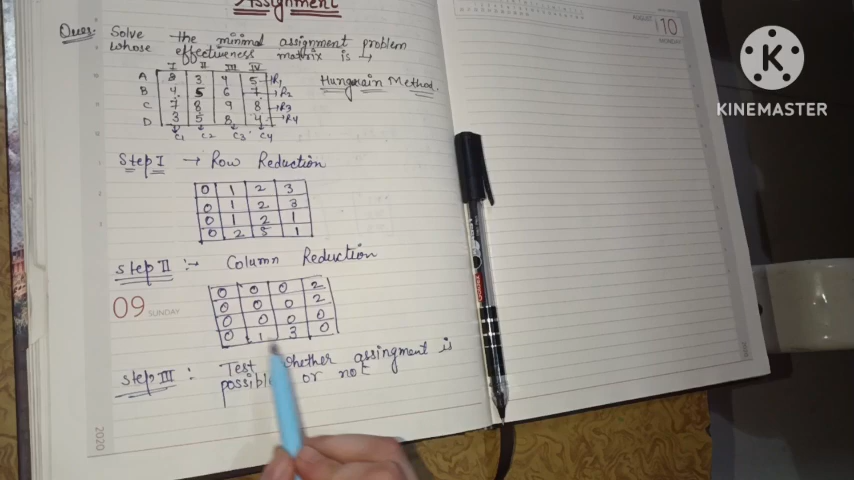 Assignment
Ques. Solve the minimal assignment problem
whose effectiveness matrix is →
I II III IV
A 2 3 4 5 → R1
B 4 5 6 7 → R2
C 7 8 9 8 → R3
D 3 5 8 4 → R4
C1 C2 C3 C4
Hungarain Method.
Step I → Row Reduction
0 1 2 3
0 1 2 3
0 1 2 1
0 2 5 1
Step II :- Column Reduction
0 0 0 2
0 0 0 2
0 0 0 0
0 1 3 0
Step III : Test whether assingment is
possible or not
09 SUNDAY
2020
AUGUST 10
MONDAY
K
KINEMASTER